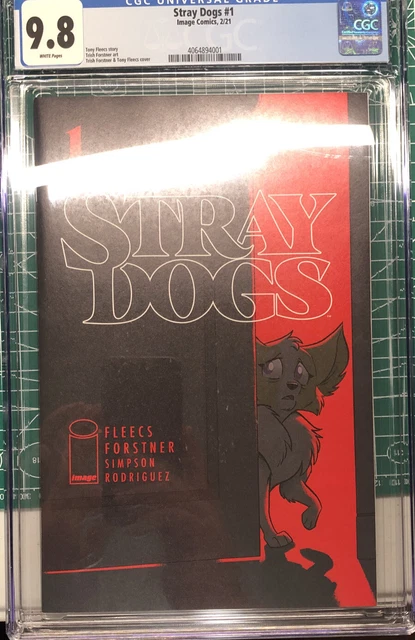 CGC UNIVERSAL GRADE
9.8
WHITE Pages
Stray Dogs #1
Image Comics, 2/21
Tony Fleecs story
Trish Forstner art
Trish Forstner & Tony Fleecs cover
4064894001
CGC
1
STRAY
DOGS
image
FLEECS
FORSTNER
SIMPSON
RODRIGUEZ